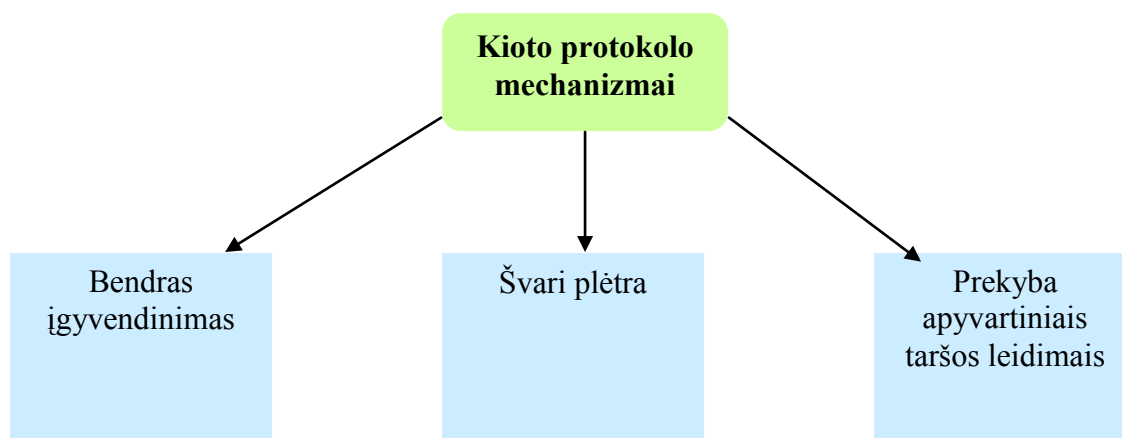 Kioto protokolo
mechanizmai
Bendras
įgyvendinimas
Švari plėtra
Prekyba
apyvartiniais
taršos leidimais